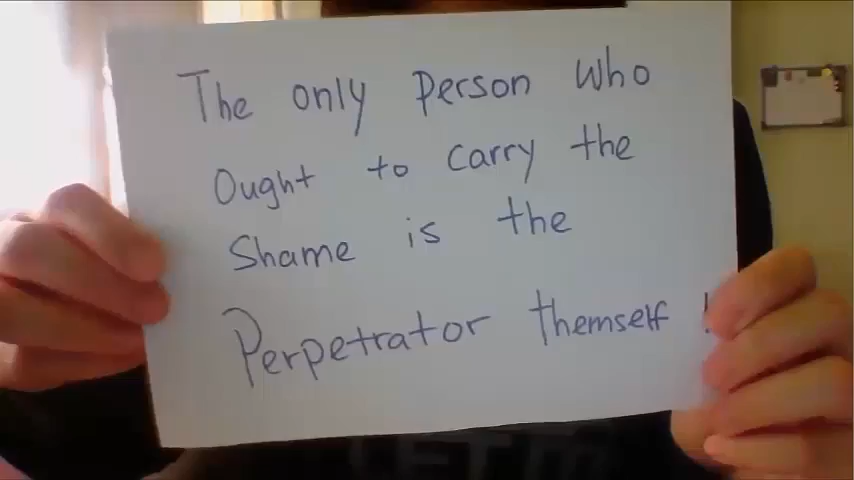 The only person who
Ought to carry the
Shame is the
Perpetrator themself !